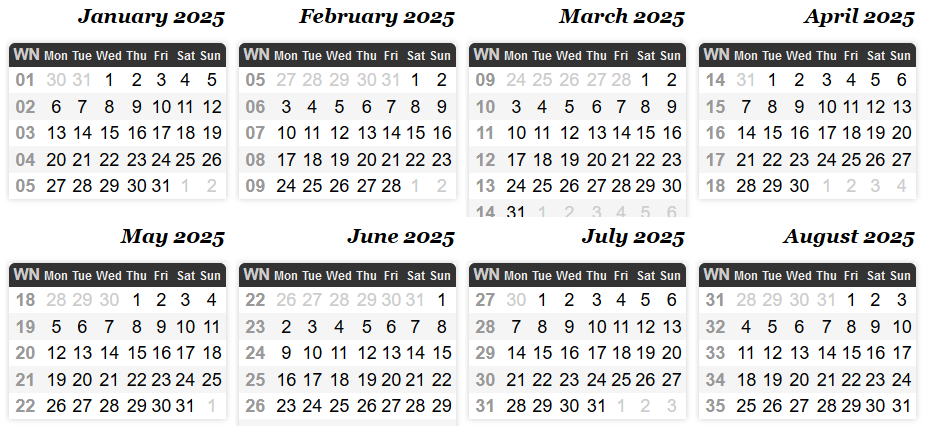 January 2025 February 2025 March 2025 April 2025
WN Mon Tue Wed Thu Fri Sat Sun WN Mon Tue Wed Thu Fri Sat Sun WN Mon Tue Wed Thu Fri Sat Sun WN Mon Tue Wed Thu Fri Sat Sun
01 30 31 1 2 3 4 5 05 27 28 29 30 31 1 2 09 24 25 26 27 28 1 2 14 31 1 2 3 4 5 6
02 6 7 8 9 10 11 12 06 3 4 5 6 7 8 9 10 3 4 5 6 7 8 9 15 7 8 9 10 11 12 13
03 13 14 15 16 17 18 19 07 10 11 12 13 14 15 16 11 10 11 12 13 14 15 16 16 14 15 16 17 18 19 20
04 20 21 22 23 24 25 26 08 17 18 19 20 21 22 23 12 17 18 19 20 21 22 23 17 21 22 23 24 25 26 27
05 27 28 29 30 31 1 2 09 24 25 26 27 28 1 2 13 24 25 26 27 28 29 30 18 28 29 30 1 2 3 4
14 31 1 2 3 4 5 6
May 2025 June 2025 July 2025 August 2025
WN Mon Tue Wed Thu Fri Sat Sun WN Mon Tue Wed Thu Fri Sat Sun WN Mon Tue Wed Thu Fri Sat Sun WN Mon Tue Wed Thu Fri Sat Sun
18 28 29 30 1 2 3 4 22 26 27 28 29 30 31 1 27 30 1 2 3 4 5 6 31 28 29 30 31 1 2 3
19 5 6 7 8 9 10 11 23 2 3 4 5 6 7 8 28 7 8 9 10 11 12 13 32 4 5 6 7 8 9 10
20 12 13 14 15 16 17 18 24 9 10 11 12 13 14 15 29 14 15 16 17 18 19 20 33 11 12 13 14 15 16 17
21 19 20 21 22 23 24 25 25 16 17 18 19 20 21 22 30 21 22 23 24 25 26 27 34 18 19 20 21 22 23 24
22 26 27 28 29 30 31 1 26 23 24 25 26 27 28 29 31 28 29 30 31 1 2 3 35 25 26 27 28 29 30 31